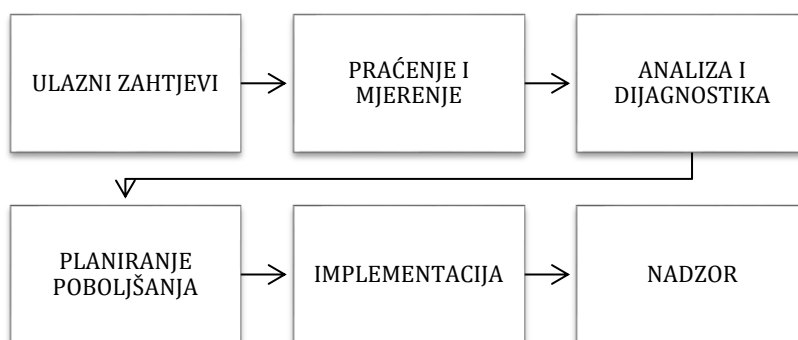 ULAZNI ZAHTJEVI
PRAĆENJE I
MJERENJE
ANALIZA I
DIJAGNOSTIKA
PLANIRANJE
POBOLJŠANJA
IMPLEMENTACIJA
NADZOR